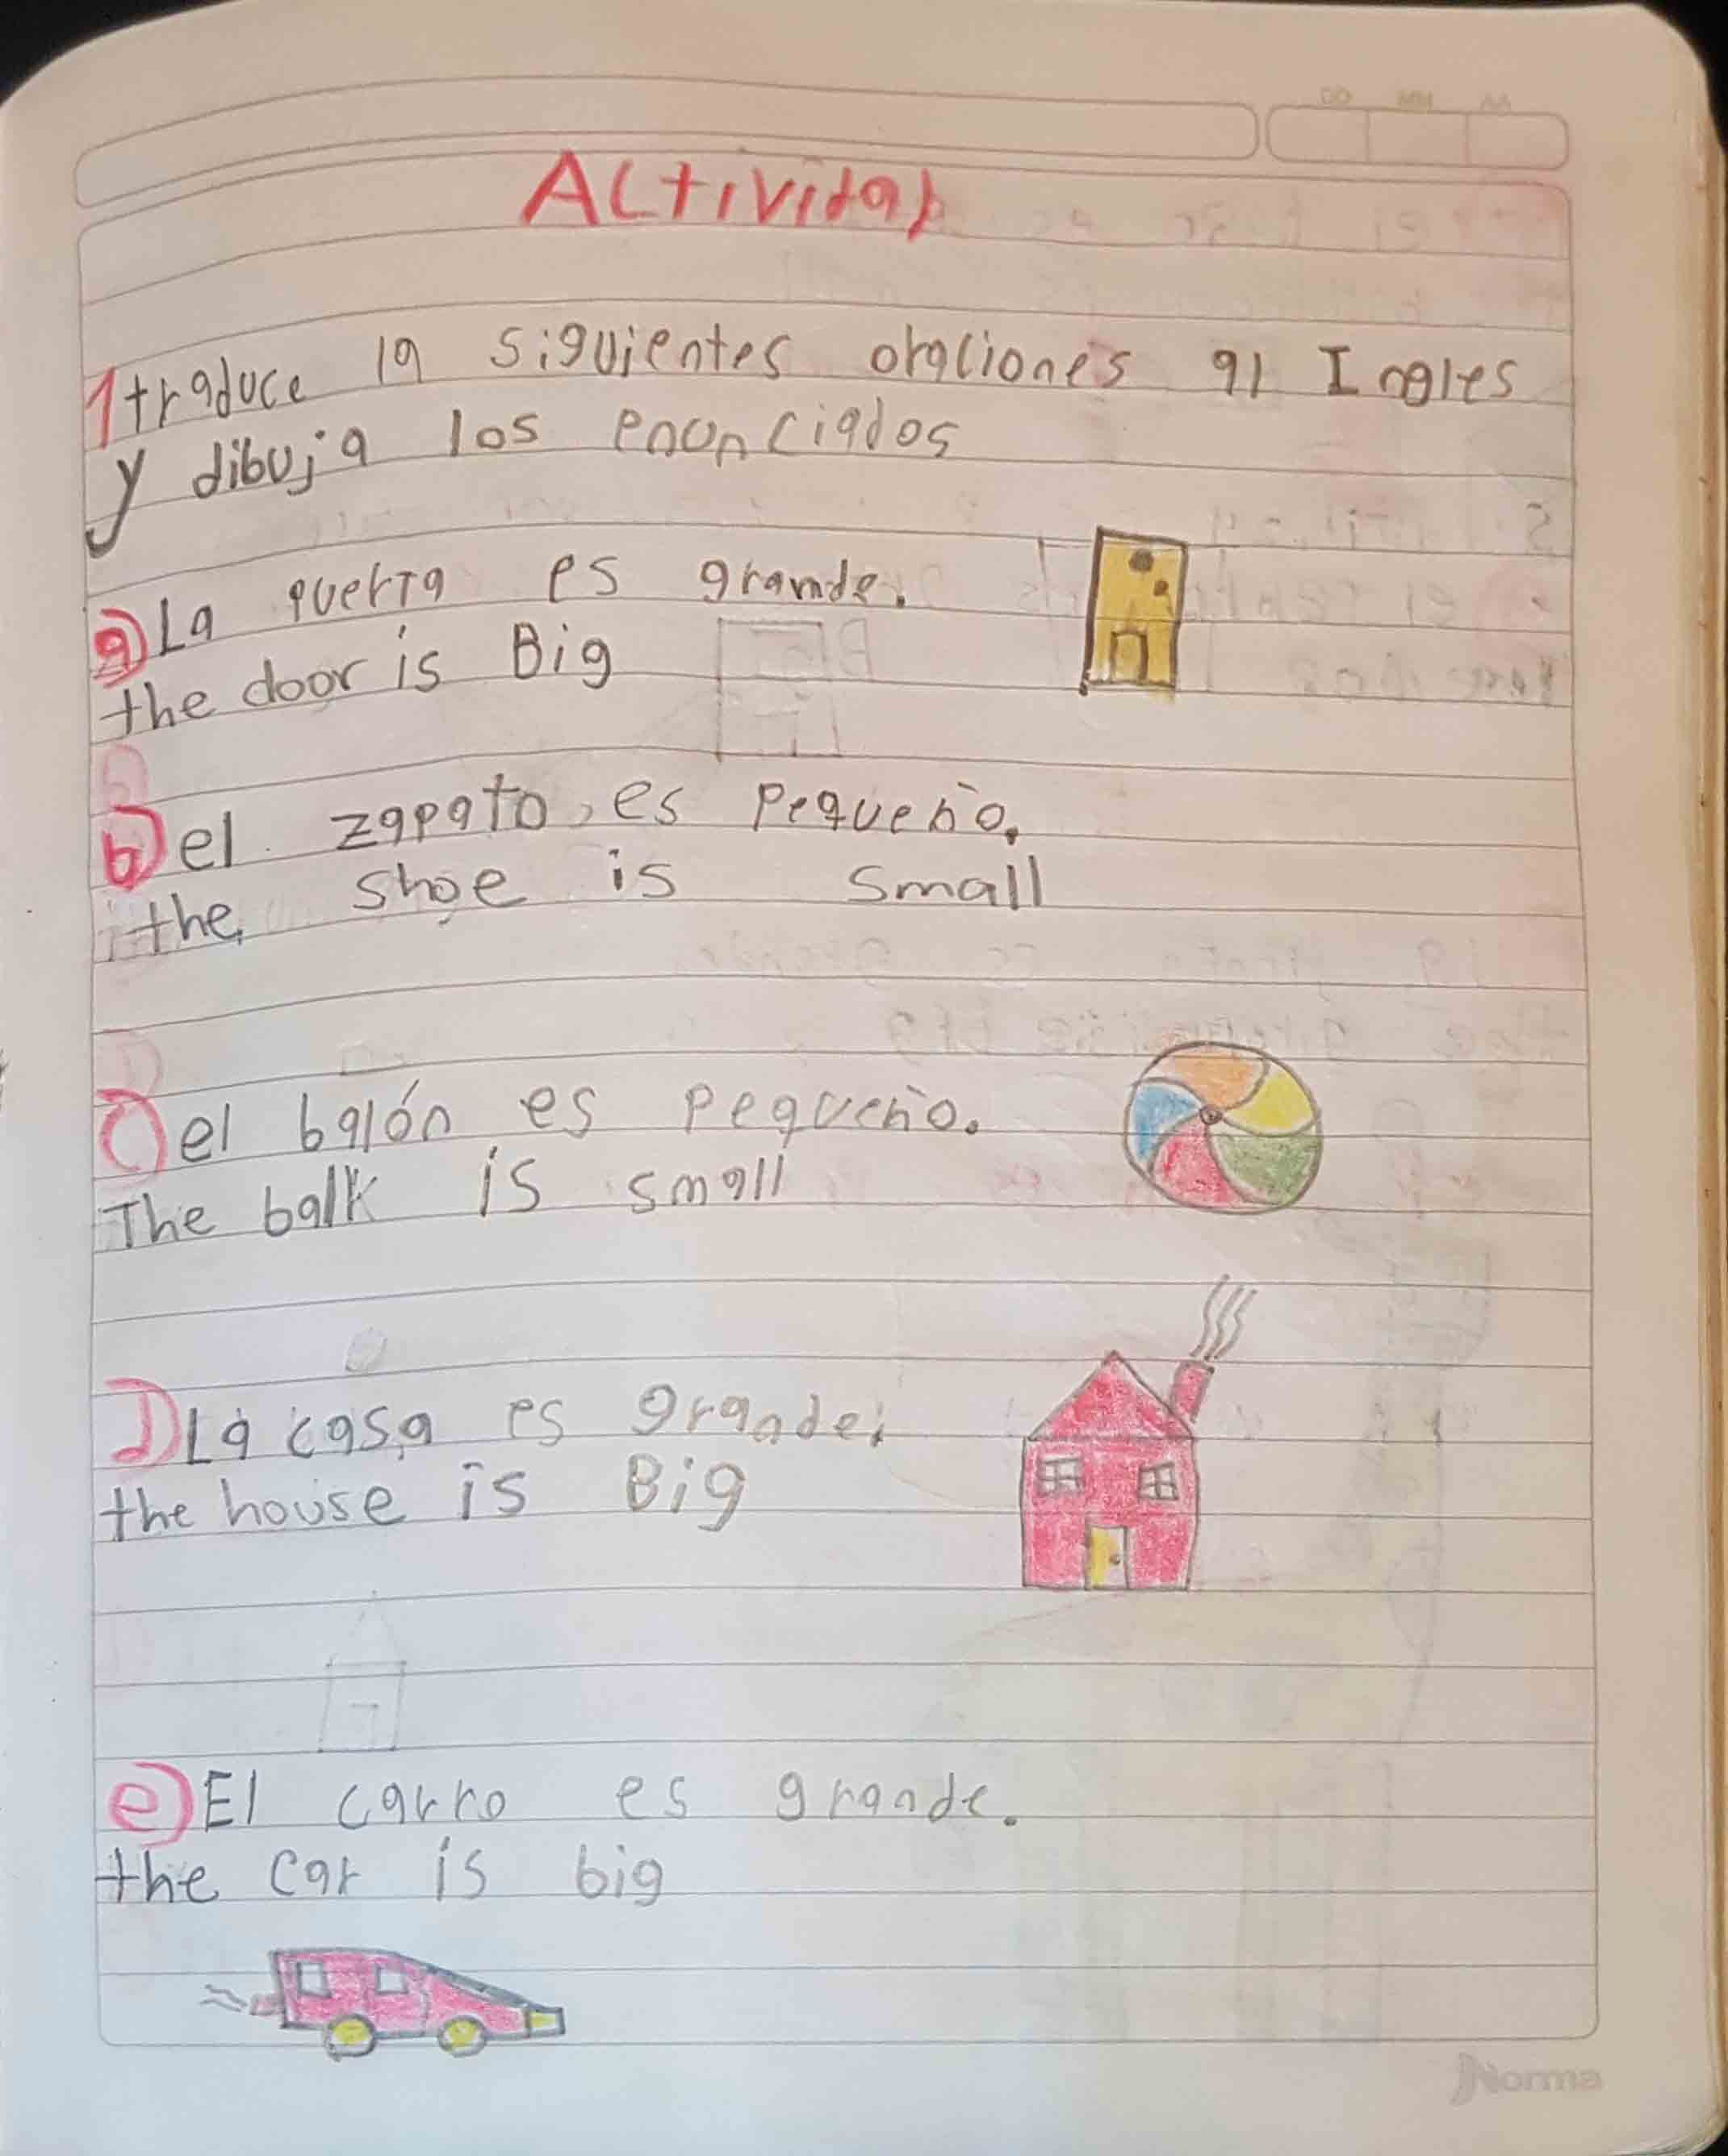 DD MM AA
Actividad
1 traduce la siguientes oraciones al Ingles
y dibuja los enunciados
a) La puerta es grande.
the door is Big
b) el zapato, es Pequeño.
the shoe is small
C) el balón es pequeño.
The balk is small
D) La casa es grande.
the house is Big
e) El carro es grande.
the car is big
Norma